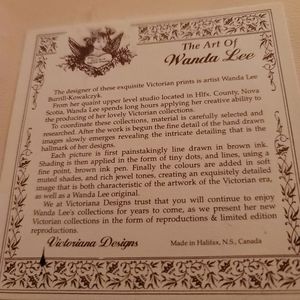 The Art Of
Wanda Lee
The designer of these exquisite Victorian prints is artist Wanda Lee
Burrill-Kowalczyk.
From her quaint upper level studio located in Hlfx. County, Nova
Scotia, Wanda Lee spends long hours applying her creative ability to
the producing of her lovely Victorian collections.
To coordinate these collections, material is carefully selected and
researched. After the work is begun the fine detail of the hand drawn
images slowly emerges revealing the intricate detailing that is the
hallmark of her designs.
Each picture is first painstakingly line drawn in brown ink.
Shading is then applied in the form of tiny dots, and lines, using a
fine point, brown ink pen. Finally the colours are added in soft
muted shades, and rich jewel tones, creating an exquisitely detailed
image that is both characteristic of the artwork of the Victorian era,
as well as a Wanda Lee original.
We at Victoriana Designs trust that you will continue to enjoy
Wanda Lee's collections for years to come, as we present her new
Victorian collections in the form of reproductions & limited edition
reproductions.
Victoriana Designs
Made in Halifax, N.S., Canada